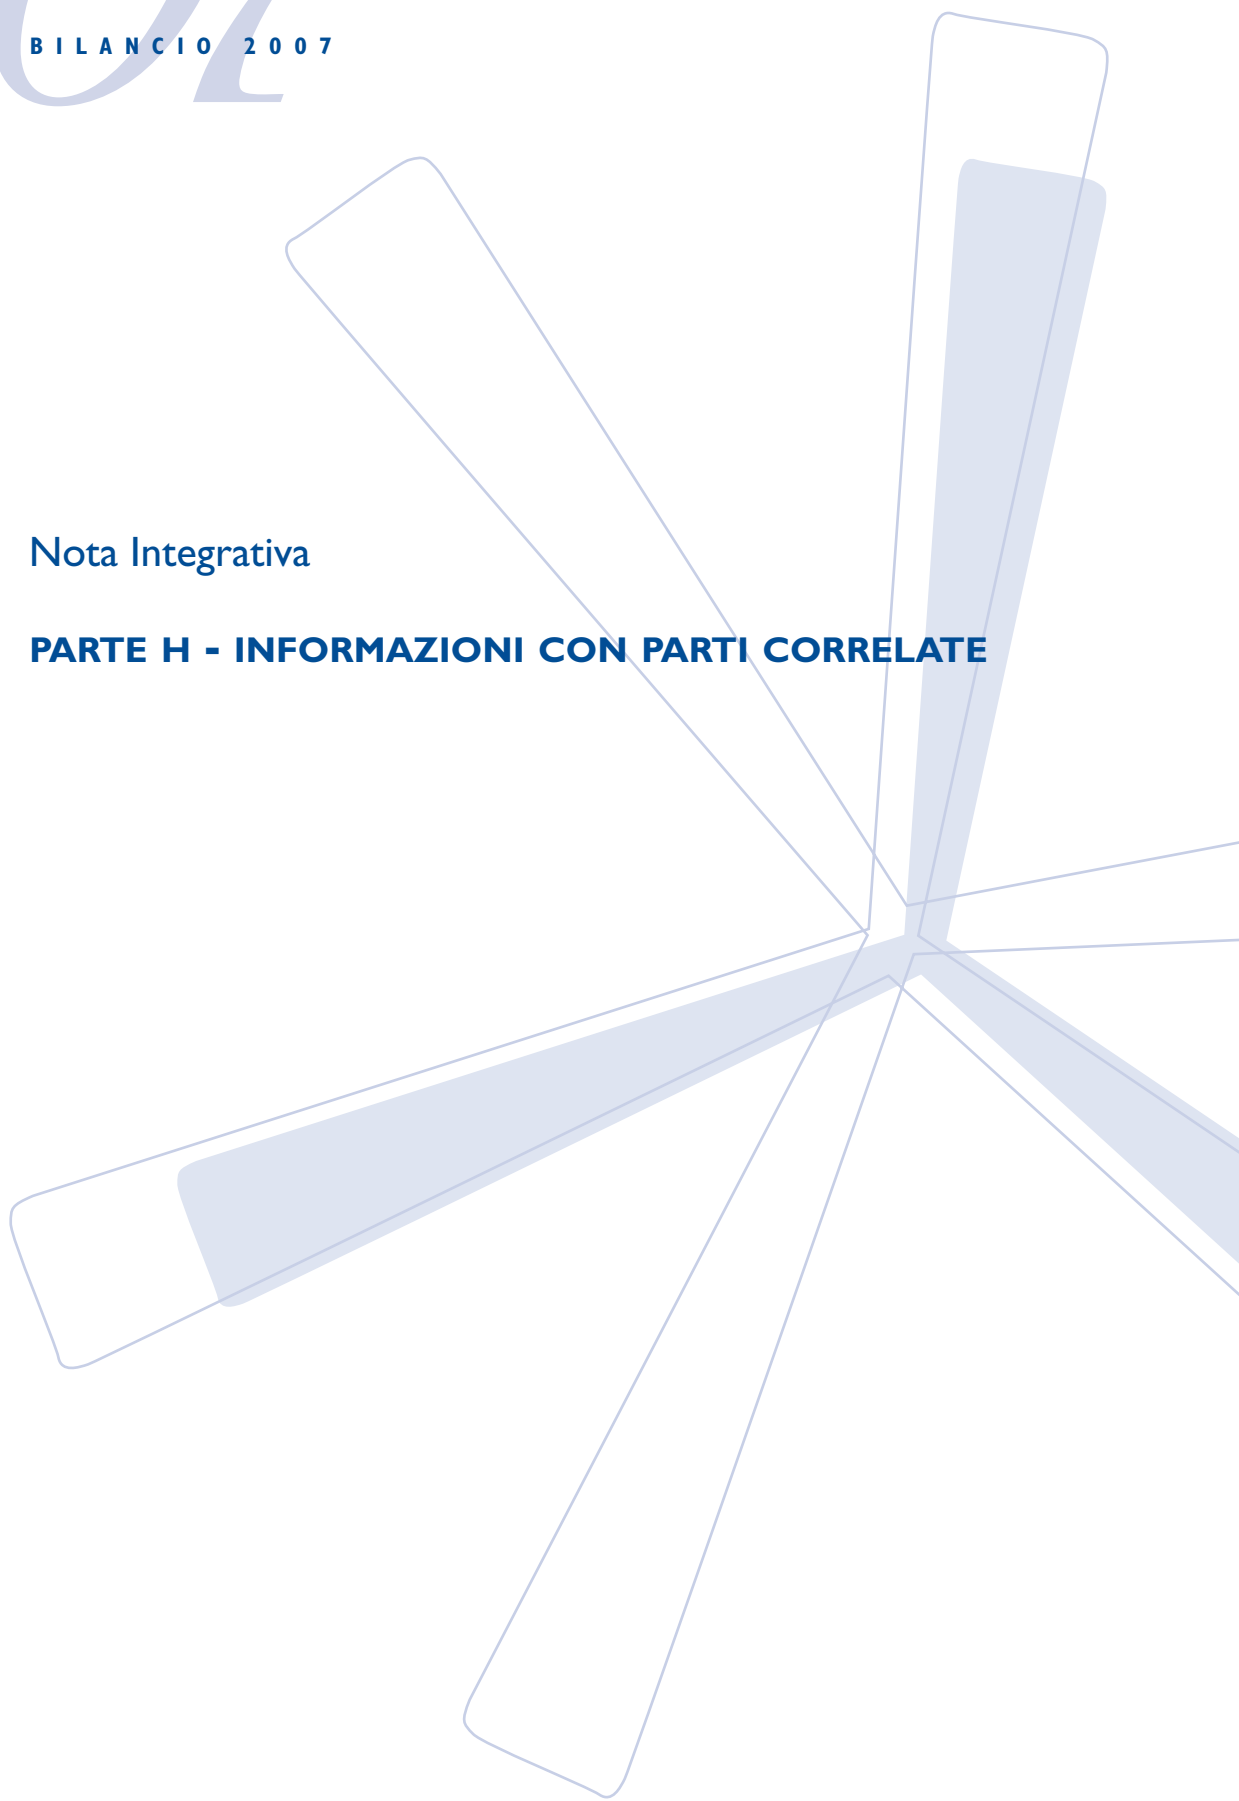 BILANCIO 2007
Nota Integrativa
PARTE H - INFORMAZIONI CON PARTI CORRELATE